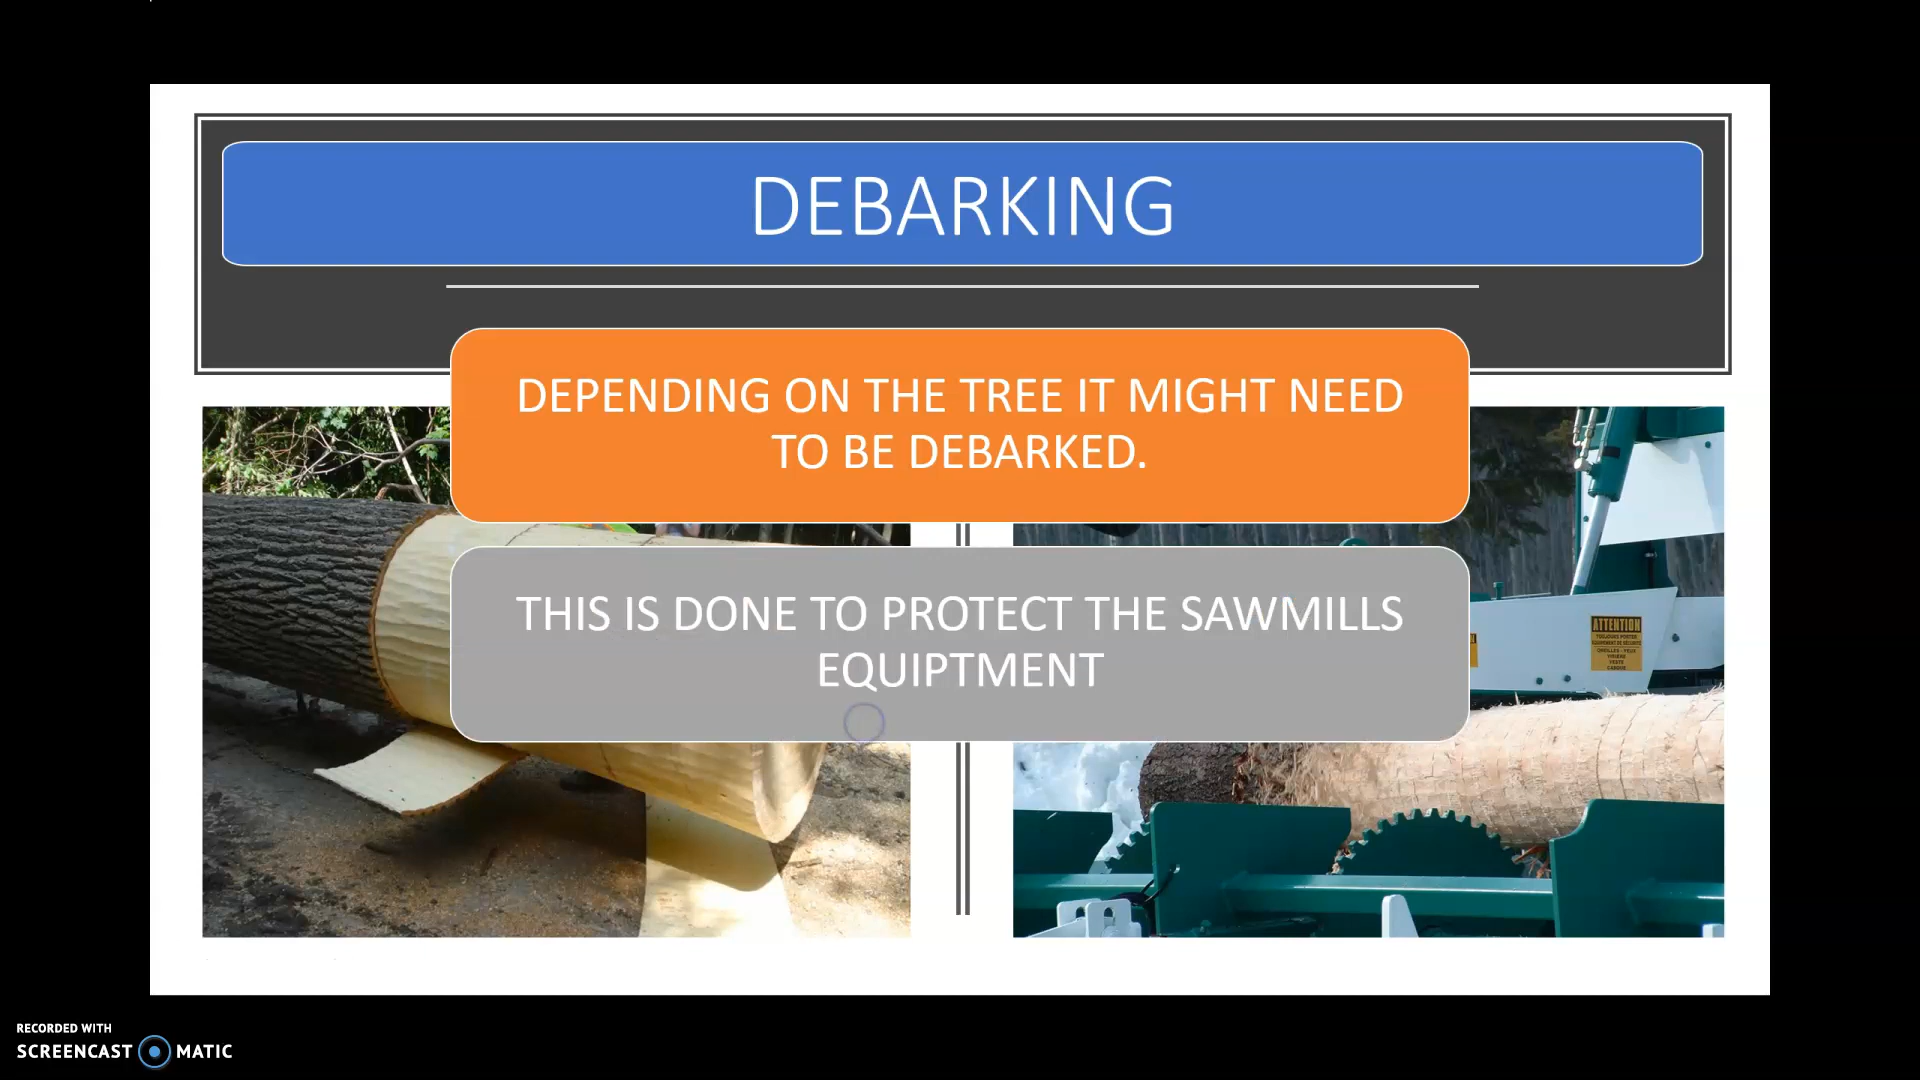 DEBARKING
DEPENDING ON THE TREE IT MIGHT NEED
TO BE DEBARKED.
THIS IS DONE TO PROTECT THE SAWMILLS
EQUIPTMENT
ATTENTION
RECORDED WITH
SCREENCAST MATIC